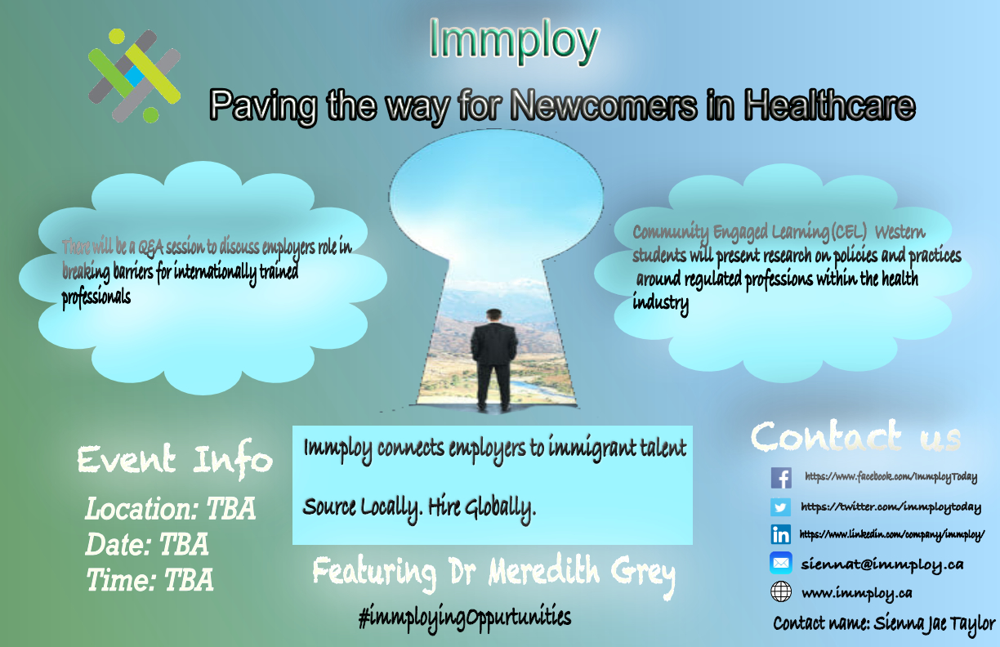 Immploy
Paving the way for Newcomers in Healthcare
There will be a Q&A session to discuss employers role in
breaking barriers for internationally trained
professionals
Community Engaged Learning(CEL) Western
students will present research on policies and practices
around regulated professions within the health
industry
Immploy connects employers to immigrant talent
Source Locally. Hire Globally.
Event Info
Location: TBA
Date: TBA
Time: TBA
Featuring Dr Meredith Grey
#immployingOppurtunities
Contact us
https://www.facebook.com/ImmployToday
https://twitter.com/immploytoday
https://www.linkedin.com/company/immploy/
siennat@immploy.ca
www.immploy.ca
Contact name: Sienna Jae Taylor